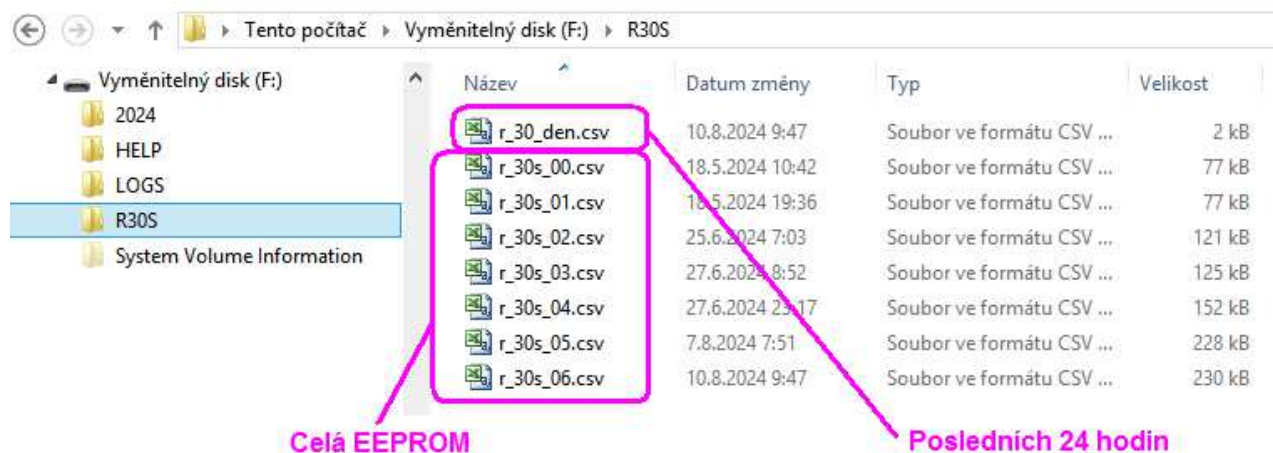 Tento počítač Vyměnitelný disk (F:) R30S
Vyměnitelný disk (F:)
2024
HELP
LOGS
R30S
System Volume Information
Název Datum změny Typ Velikost
r_30_den.csv 10.8.2024 9:47 Soubor ve formátu CSV ... 2 kB
r_30s_00.csv 18.5.2024 10:42 Soubor ve formátu CSV ... 77 kB
r_30s_01.csv 18.5.2024 19:36 Soubor ve formátu CSV ... 77 kB
r_30s_02.csv 25.6.2024 7:03 Soubor ve formátu CSV ... 121 kB
r_30s_03.csv 27.6.2024 8:52 Soubor ve formátu CSV ... 125 kB
r_30s_04.csv 27.6.2024 23:17 Soubor ve formátu CSV ... 152 kB
r_30s_05.csv 7.8.2024 7:51 Soubor ve formátu CSV ... 228 kB
r_30s_06.csv 10.8.2024 9:47 Soubor ve formátu CSV ... 230 kB
Celá EEPROM
Posledních 24 hodin